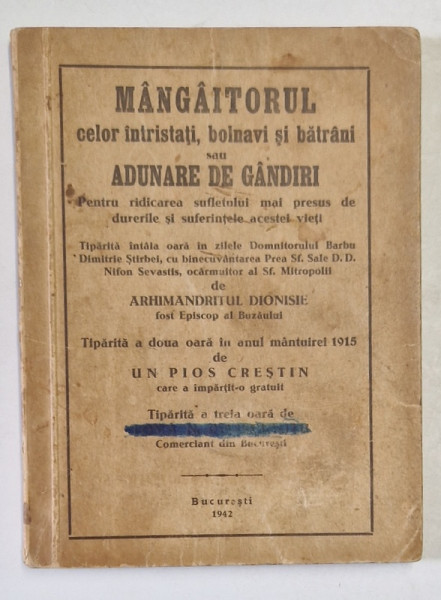 MÂNGÂITORUL
celor întristați, bolnavi și bătrâni
sau
ADUNARE DE GÂNDIRI
Pentru ridicarea sufletului mai presus de
durerile și suferințele acestei vieți
Tipărită întâia oară în zilele Domnitorului Barbu
Dimitrie Știrbei, cu binecuvântarea Prea Sf. Sale D. D.
Nifon Sevastis, ocârmuitor al Sf. Mitropolii
de
ARHIMANDRITUL DIONISIE
fost Episcop al Buzăului
Tipărită a doua oară în anul mântuirei 1915
de
UN PIOS CREȘTIN
care a împărțit-o gratuit
Tipărită a treia oară de
Comerciant din București
București
1942